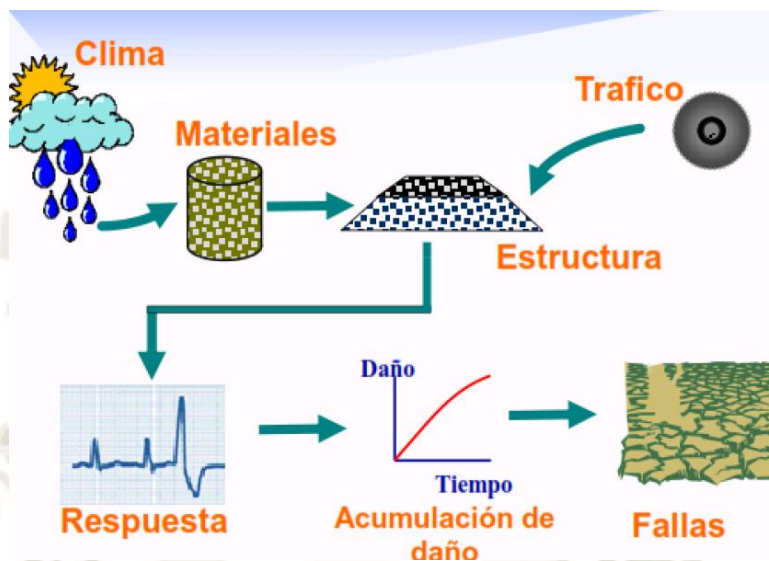 Clima
Trafico
Materiales
Estructura
Daño
Tiempo
Respuesta
Acumulación de
daño
Fallas